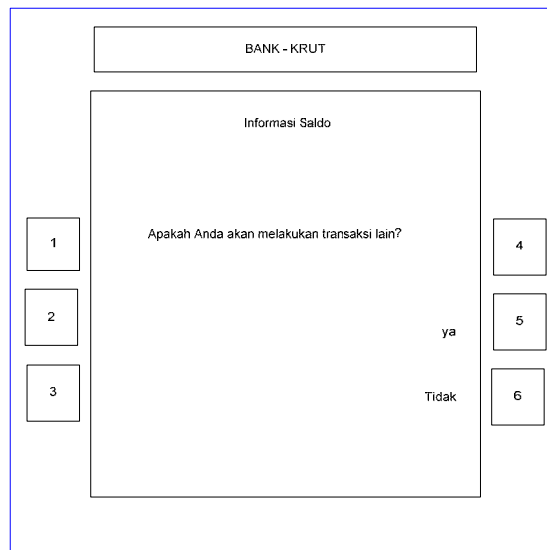 BANK - KRUT
Informasi Saldo
Apakah Anda akan melakukan transaksi lain?
1
4
2
5
ya
3
Tidak
6